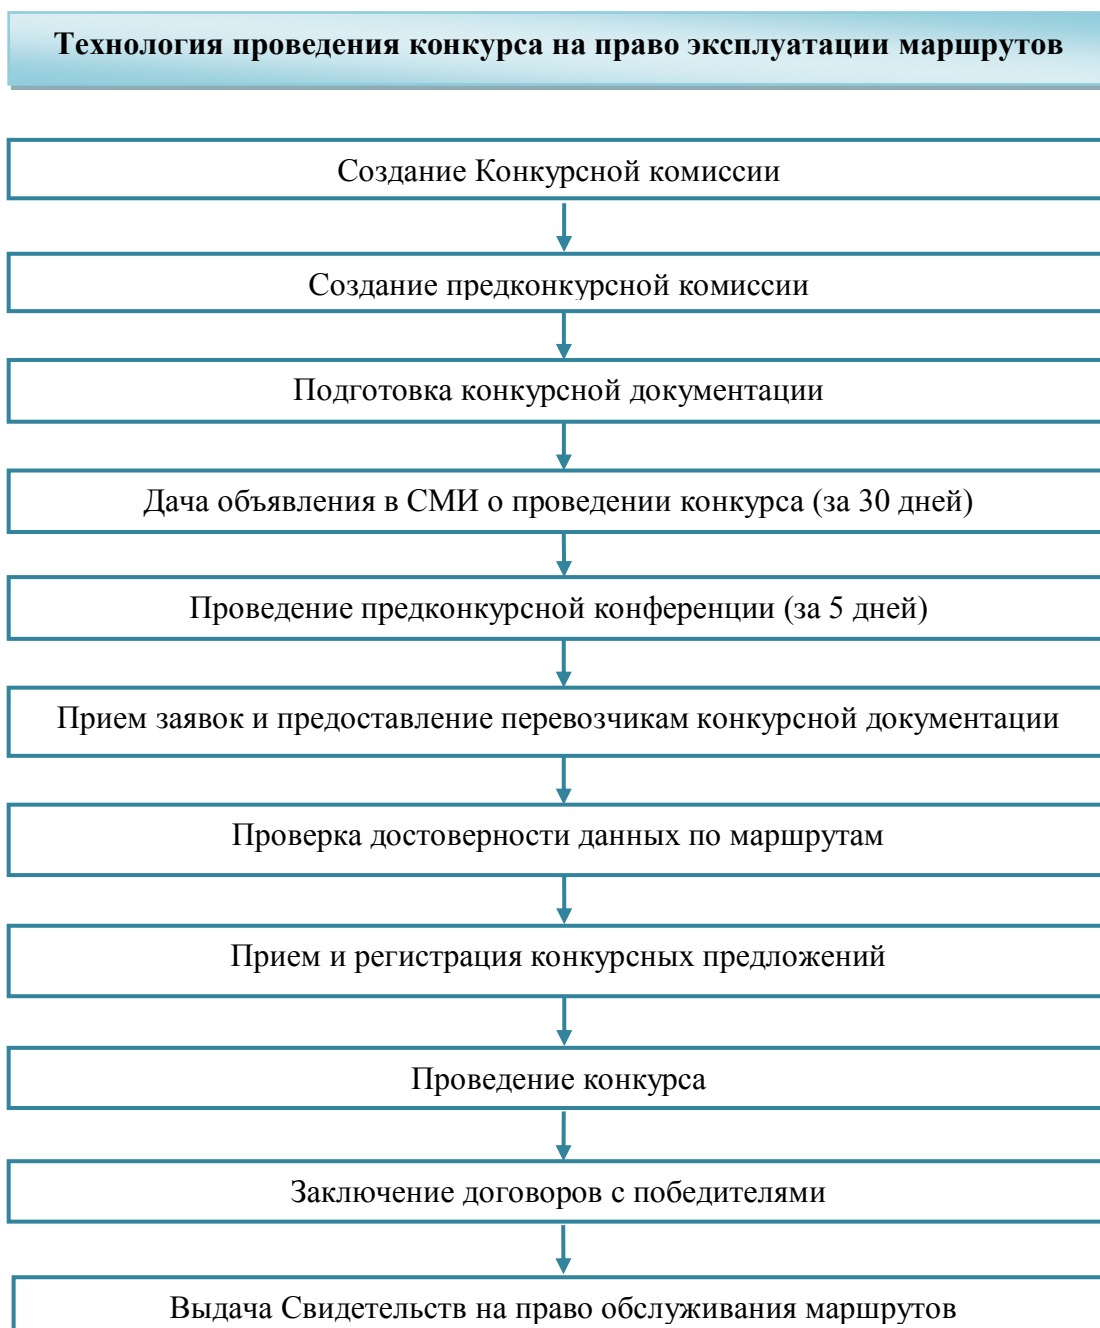 Технология проведения конкурса на право эксплуатации маршрутов
Создание Конкурсной комиссии
Создание предконкурсной комиссии
Подготовка конкурсной документации
Дача объявления в СМИ о проведении конкурса (за 30 дней)
Проведение предконкурсной конференции (за 5 дней)
Прием заявок и предоставление перевозчикам конкурсной документации
Проверка достоверности данных по маршрутам
Прием и регистрация конкурсных предложений
Проведение конкурса
Заключение договоров с победителями
Выдача Свидетельств на право обслуживания маршрутов